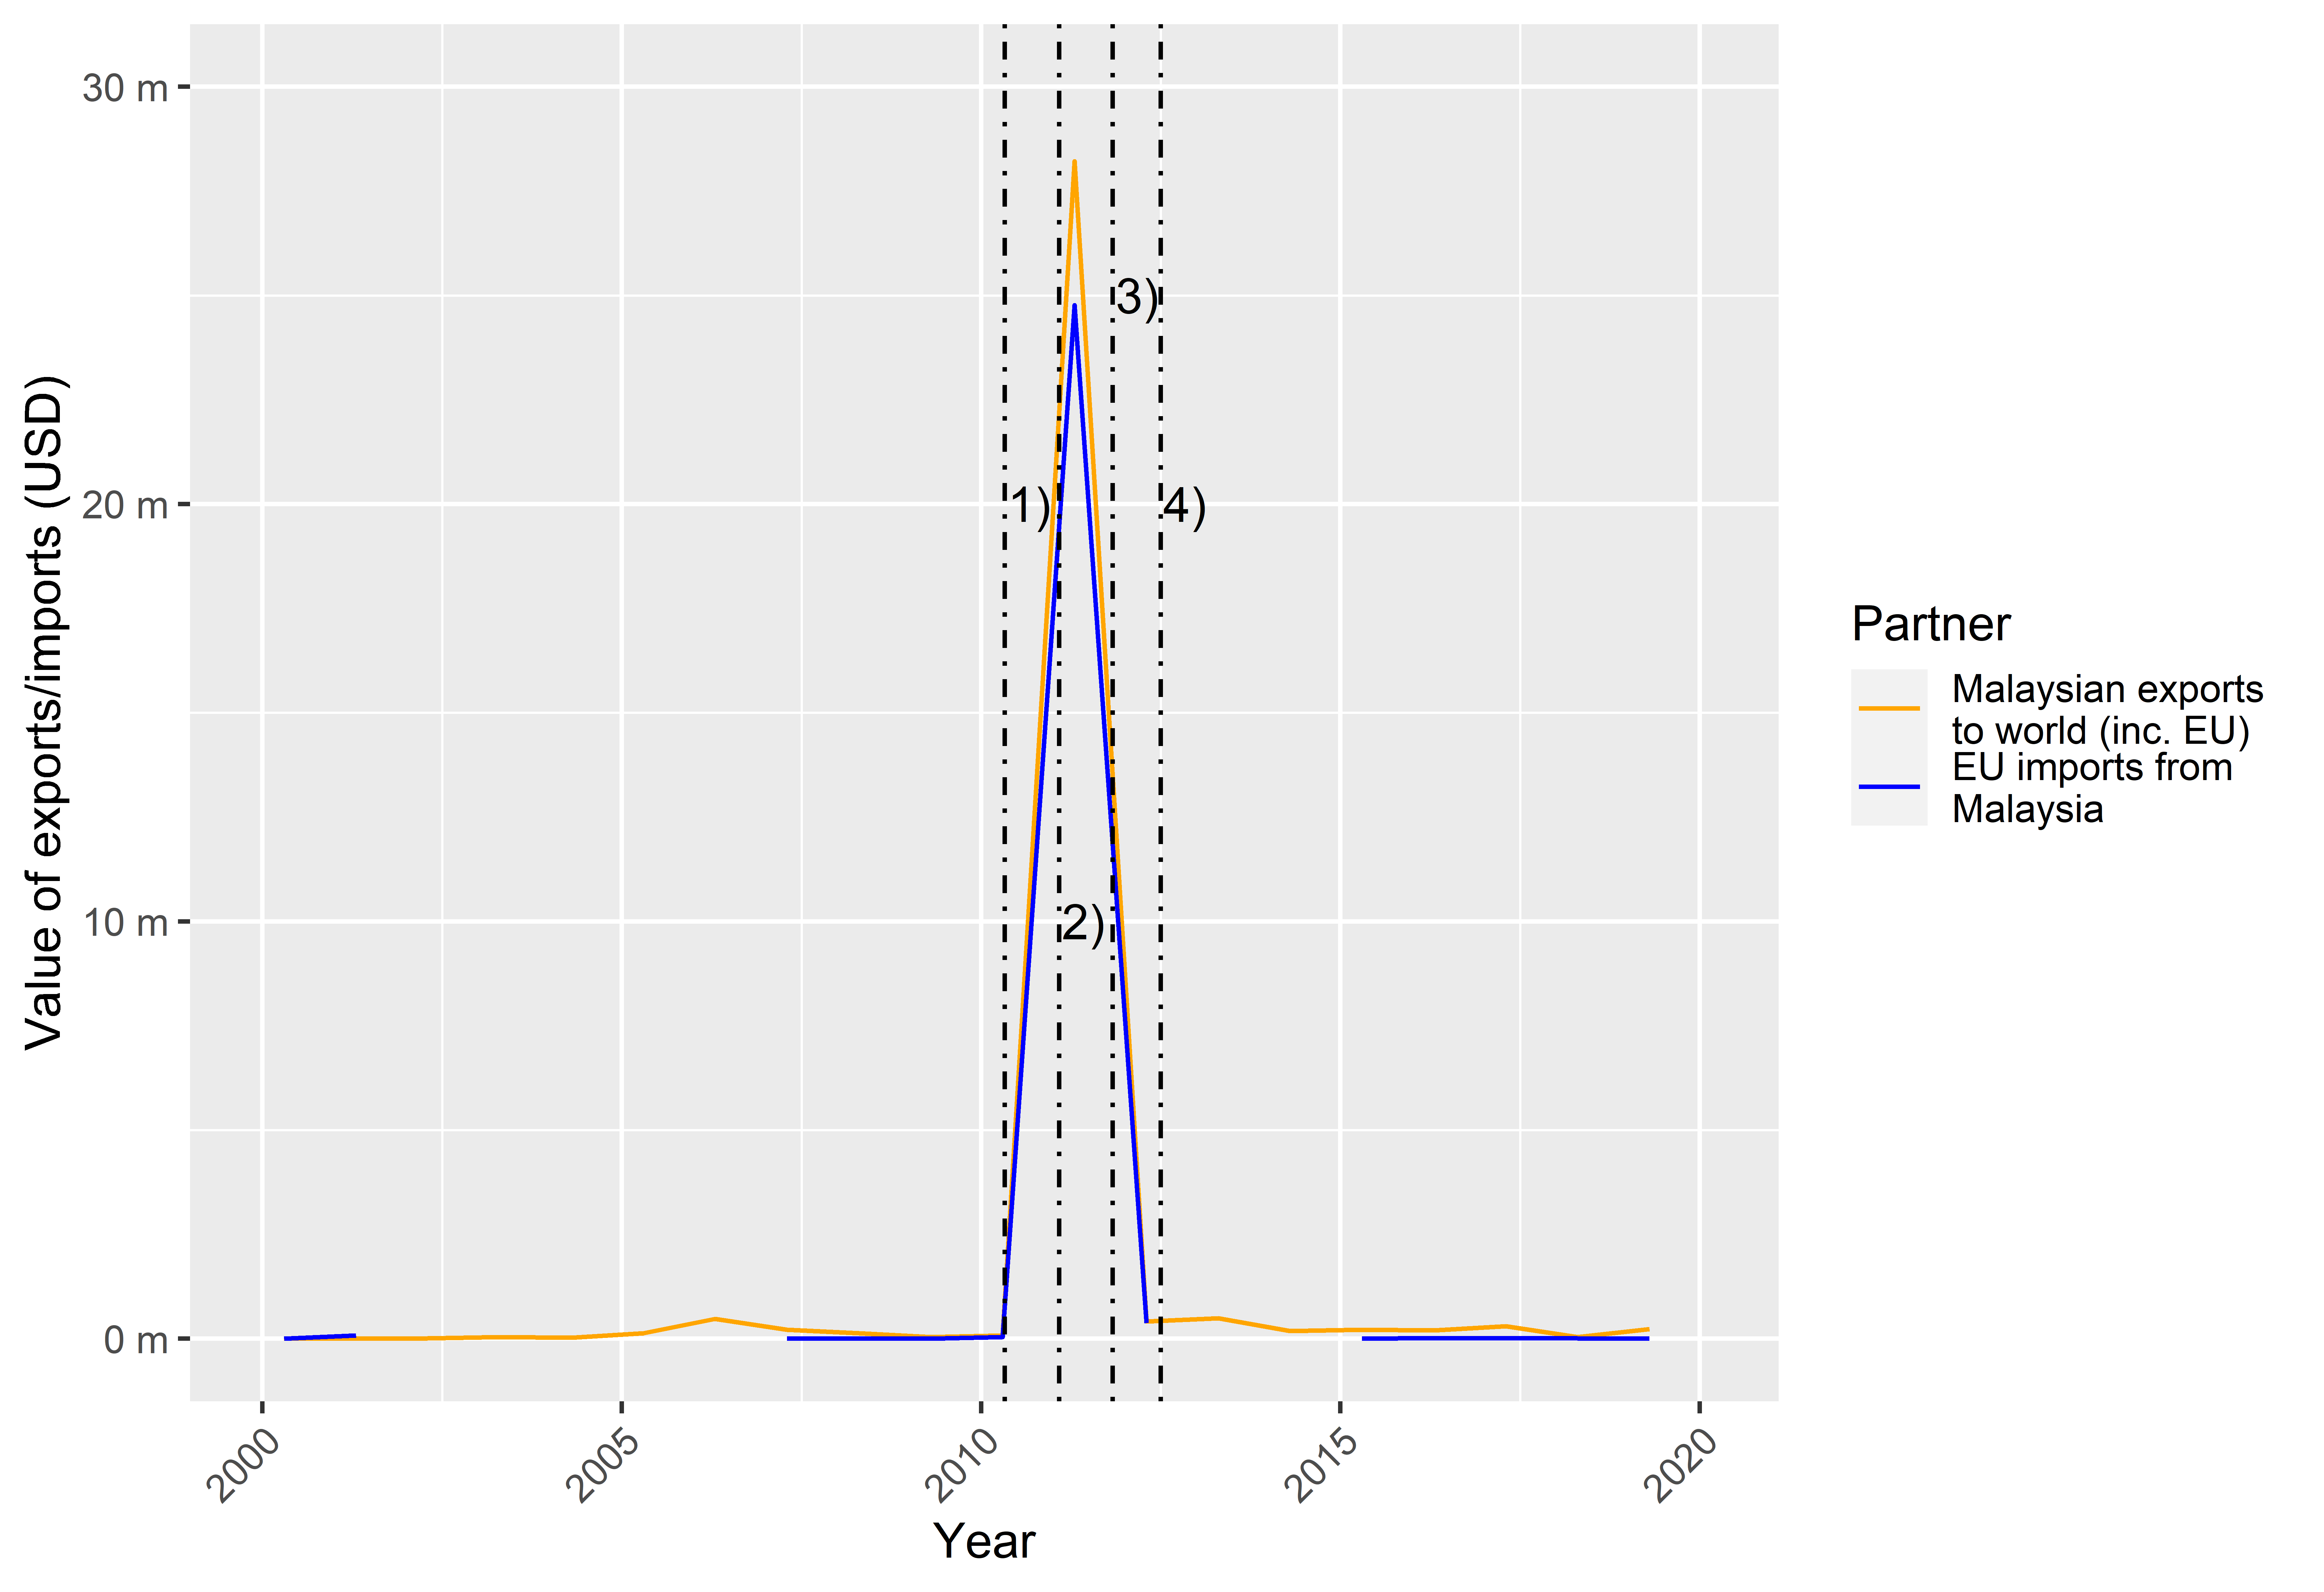 30 m
20 m
10 m
0 m
Value of exports/imports (USD)
3)
1)
4)
2)
2000
2005
2010
2015
2020
Year
Partner
Malaysian exports
to world (inc. EU)
EU imports from
Malaysia